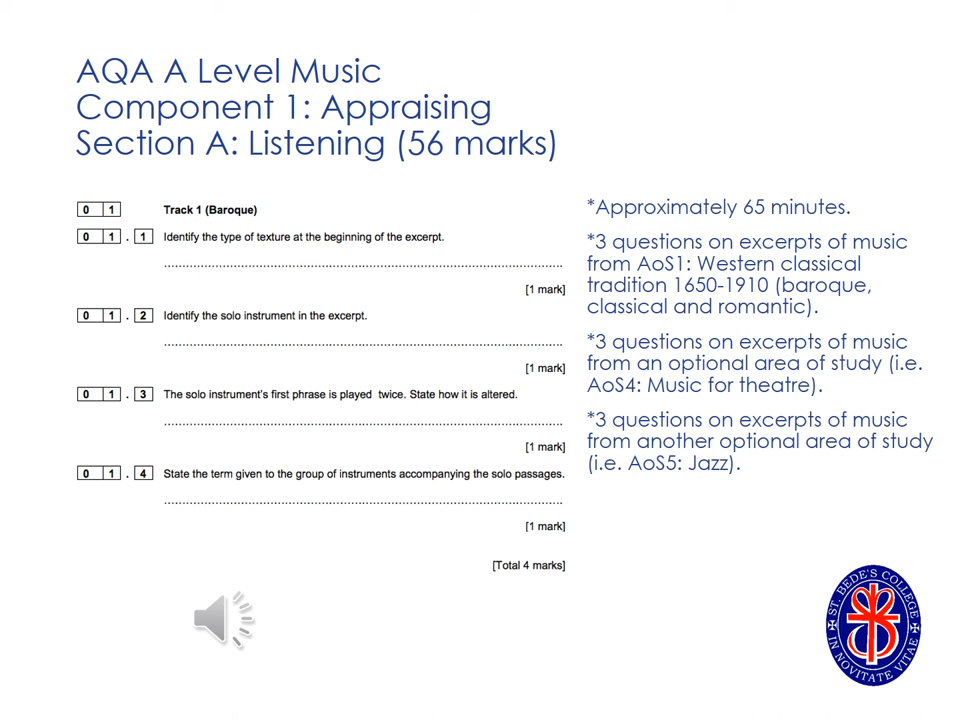 AQA A Level Music
Component 1: Appraising
Section A: Listening (56 marks)
0 1 Track 1 (Baroque)
0 1 . 1 Identify the type of texture at the beginning of the excerpt.
[1 mark]
0 1 . 2 Identify the solo instrument in the excerpt.
[1 mark]
0 1 . 3 The solo instrument's first phrase is played twice. State how it is altered.
[1 mark]
0 1 . 4 State the term given to the group of instruments accompanying the solo passages.
[1 mark]
[Total 4 marks]
*Approximately 65 minutes.
*3 questions on excerpts of music
from AoS1: Western classical
tradition 1650-1910 (baroque,
classical and romantic).
*3 questions on excerpts of music
from an optional area of study (i.e.
AoS4: Music for theatre).
*3 questions on excerpts of music
from another optional area of study
(i.e. AoS5: Jazz).
ST. BEDE'S COLLEGE
IN NOVITATE VITAE